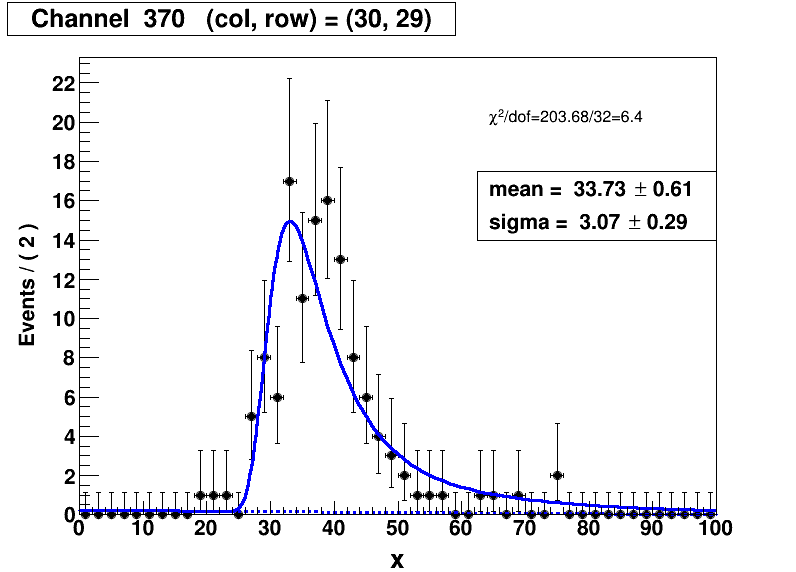 Channel  370   (col, row) = (30, 29)
χ²/dof=203.68/32=6.4
mean =  33.73 ± 0.61
sigma =  3.07 ± 0.29
Events / ( 2 )
22
20
18
16
14
12
10
8
6
4
2
0
0 10 20 30 40 50 60 70 80 90 100
x